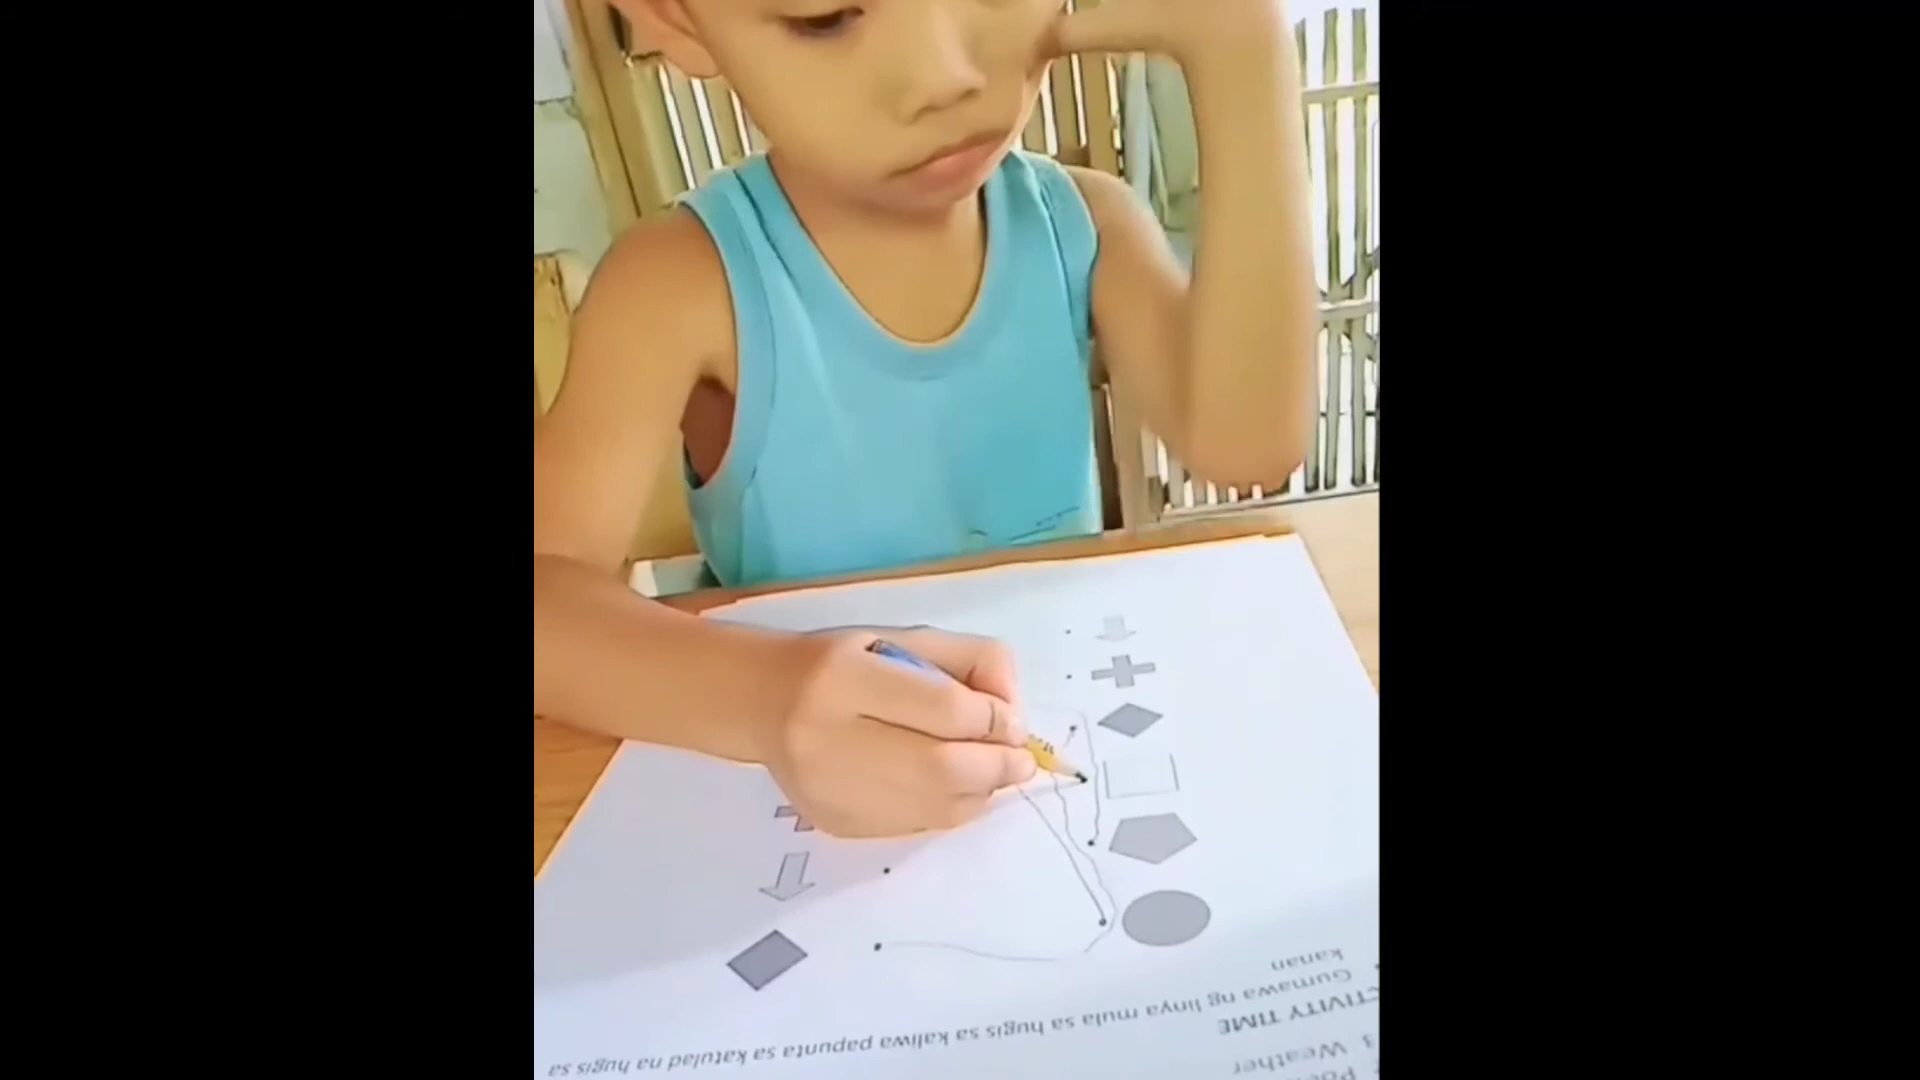 Weather
ACTIVITY TIME
Gumawa ng linya mula sa hugis sa kaliwa papunta sa katulad na hugis sa
kanan